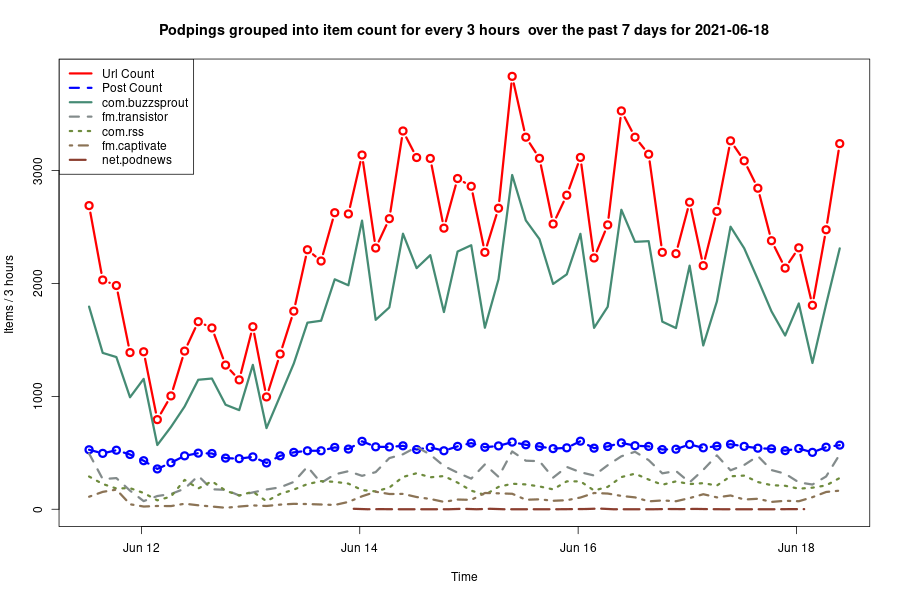 Podpings grouped into item count for every 3 hours  over the past 7 days for 2021-06-18
Url Count
Post Count
com.buzzsprout
fm.transistor
com.rss
fm.captivate
net.podnews
Items / 3 hours
3000
2000
1000
0
Jun 12
Jun 14
Jun 16
Jun 18
Time